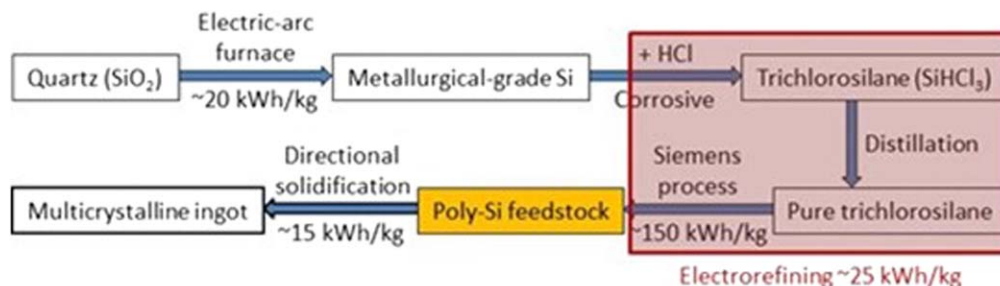 Electric-arc
furnace
Quartz (SiO₂)
~20 kWh/kg
Metallurgical-grade Si
+ HCl
Corrosive
Trichlorosilane (SiHCl₃)
Distillation
Pure trichlorosilane
Siemens
process
~150 kWh/kg
Poly-Si feedstock
Directional
solidification
~15 kWh/kg
Multicrystalline ingot
Electrorefining ~25 kWh/kg